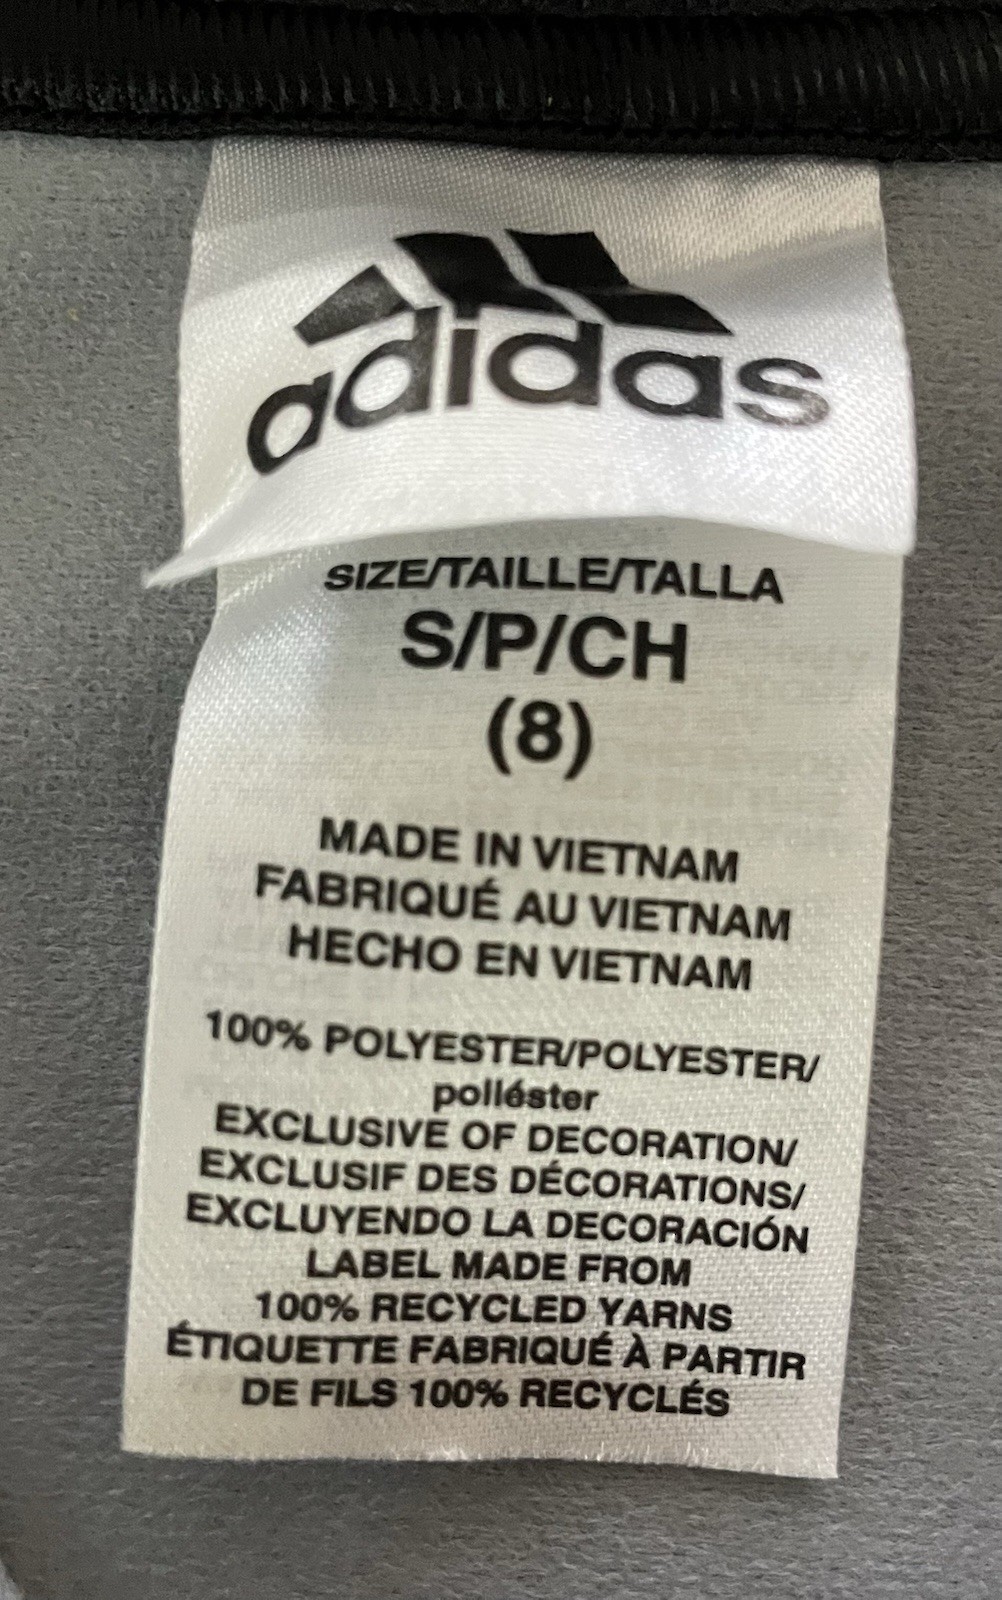 adidas
SIZE/TAILLE/TALLA
S/P/CH
(8)
MADE IN VIETNAM
FABRIQUÉ AU VIETNAM
HECHO EN VIETNAM
100% POLYESTER/POLYESTER/
poliéster
EXCLUSIVE OF DECORATION/
EXCLUSIF DES DÉCORATIONS/
EXCLUYENDO LA DECORACIÓN
LABEL MADE FROM
100% RECYCLED YARNS
ÉTIQUETTE FABRIQUÉ À PARTIR
DE FILS 100% RECYCLÉS